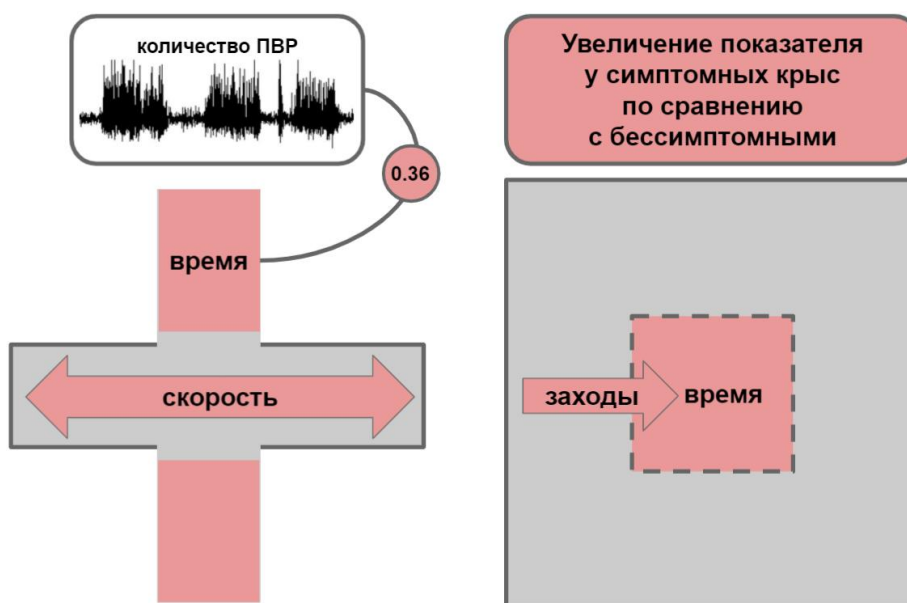 количество ПВР
0.36
время
скорость
Увеличение показателя
у симптомных крыс
по сравнению
с бессимптомными
заходы
время